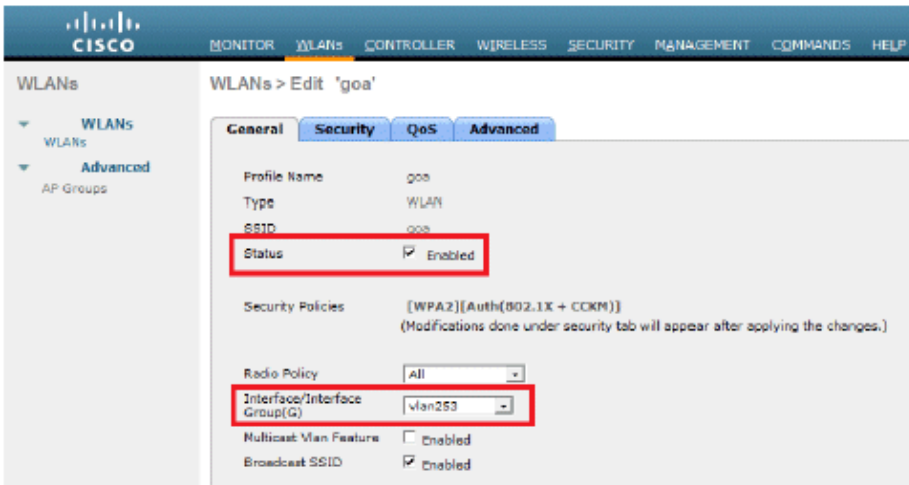 CISCO
MONITOR WLANs CONTROLLER WIRELESS SECURITY MANAGEMENT COMMANDS HELP
WLANs
WLANs > Edit 'goa'
WLANs
WLANs
Advanced
AP Groups
General Security QoS Advanced
Profile Name goa
Type WLAN
SSID goa
Status Enabled
Security Policies [WPA2][Auth(802.1X + CCKM)]
(Modifications done under security tab will appear after applying the changes.)
Radio Policy All
Interface/Interface
Group(G) vlan253
Multicast Vlan Feature Enabled
Broadcast SSID Enabled